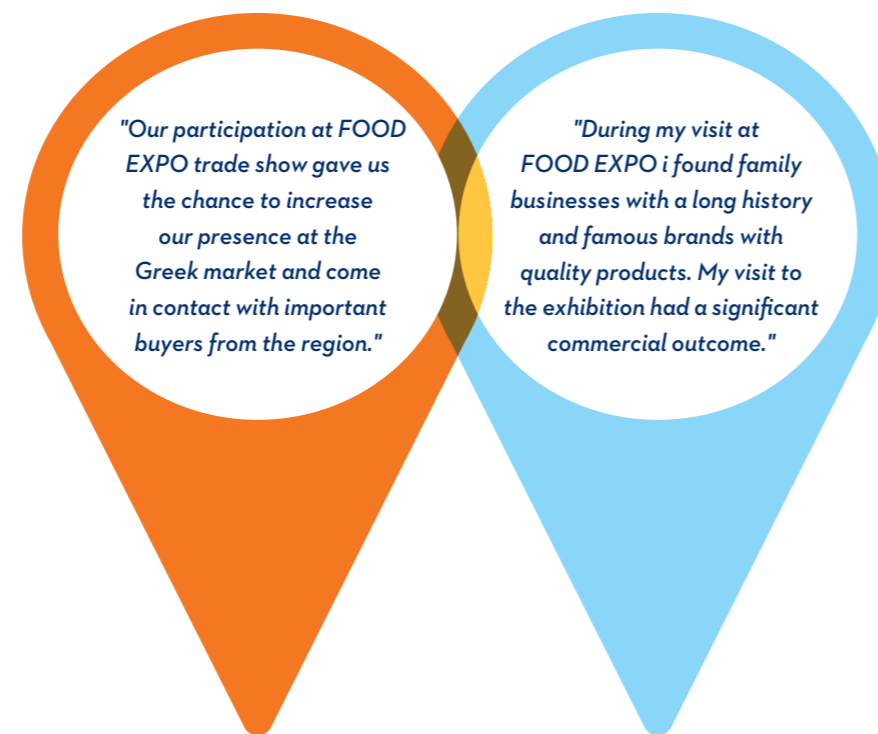 "Our participation at FOOD
EXPO trade show gave us
the chance to increase
our presence at the
Greek market and come
in contact with important
buyers from the region."
"During my visit at
FOOD EXPO i found family
businesses with a long history
and famous brands with
quality products. My visit to
the exhibition had a significant
commercial outcome."